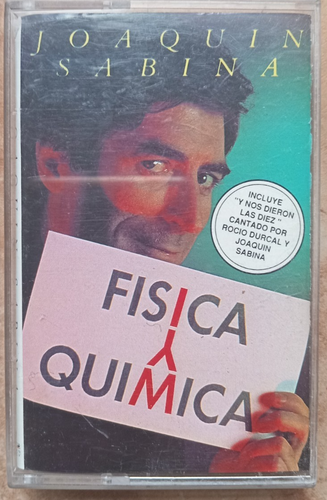 JOAQUIN
SABINA
INCLUYE
"Y NOS DIERON
LAS DIEZ"
CANTADO POR
ROCIO DURCAL Y
JOAQUIN
SABINA
FISICA
Y
QUIMICA